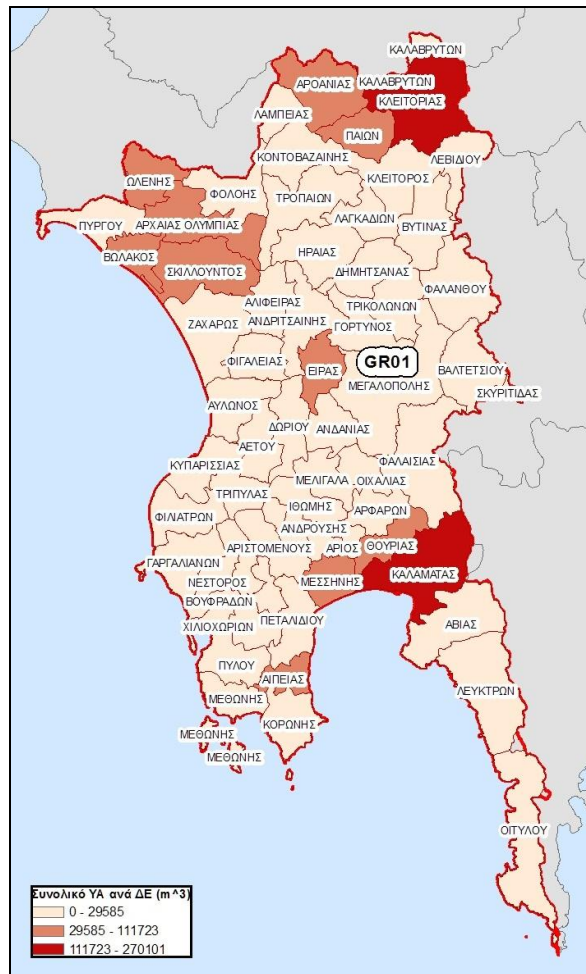 ΚΑΛΑΒΡΥΤΩΝ
ΑΡΟΑΝΙΑΣ
ΚΑΛΑΒΡΥΤΩΝ
ΚΛΕΙΤΟΡΙΑΣ
ΛΑΜΠΕΙΑΣ
ΠΑΙΩΝ
ΚΟΝΤΟΒΑΖΑΙΝΗΣ
ΛΕΒΙΔΙΟΥ
ΩΛΕΝΗΣ
ΦΟΛΟΗΣ
ΚΛΕΙΤΟΡΟΣ
ΤΡΟΠΑΙΩΝ
ΠΥΡΓΟΥ
ΑΡΧΑΙΑΣ ΟΛΥΜΠΙΑΣ
ΛΑΓΚΑΔΙΩΝ
ΒΥΤΙΝΑΣ
ΒΩΛΑΚΟΣ
ΗΡΑΙΑΣ
ΣΚΙΛΛΟΥΝΤΟΣ
ΔΗΜΗΤΣΑΝΑΣ
ΦΑΛΑΝΘΟΥ
ΑΛΙΦΕΙΡΑΣ
ΤΡΙΚΟΛΩΝΩΝ
ΖΑΧΑΡΩΣ
ΑΝΔΡΙΤΣΑΙΝΗΣ
ΓΟΡΤΥΝΟΣ
ΦΙΓΑΛΕΙΑΣ
ΕΙΡΑΣ
GR01
ΒΑΛΤΕΤΣΙΟΥ
ΜΕΓΑΛΟΠΟΛΗΣ
ΣΚΥΡΙΤΙΔΑΣ
ΑΥΛΩΝΟΣ
ΔΩΡΙΟΥ
ΑΝΔΑΝΙΑΣ
ΑΕΤΟΥ
ΚΥΠΑΡΙΣΣΙΑΣ
ΦΑΛΑΙΣΙΑΣ
ΜΕΛΙΓΑΛΑ
ΟΙΧΑΛΙΑΣ
ΤΡΙΠΥΛΑΣ
ΙΘΩΜΗΣ
ΑΡΦΑΡΩΝ
ΦΙΛΙΑΤΡΩΝ
ΑΝΔΡΟΥΣΗΣ
ΑΡΙΣΤΟΜΕΝΟΥΣ
ΑΡΙΟΣ
ΘΟΥΡΙΑΣ
ΓΑΡΓΑΛΙΑΝΩΝ
ΝΕΣΤΟΡΟΣ
ΜΕΣΣΗΝΗΣ
ΚΑΛΑΜΑΤΑΣ
ΒΟΥΦΡΑΔΩΝ
ΧΙΛΙΟΧΩΡΙΩΝ
ΠΕΤΑΛΙΔΙΟΥ
ΑΒΙΑΣ
ΠΥΛΟΥ
ΑΙΠΕΙΑΣ
ΛΕΥΚΤΡΩΝ
ΜΕΘΩΝΗΣ
ΚΟΡΩΝΗΣ
ΜΕΘΩΝΗΣ
ΜΕΘΩΝΗΣ
ΟΙΤΥΛΟΥ
Συνολικό ΥΑ ανά ΔΕ (m^3)
0 - 29585
29585 - 111723
111723 - 270101